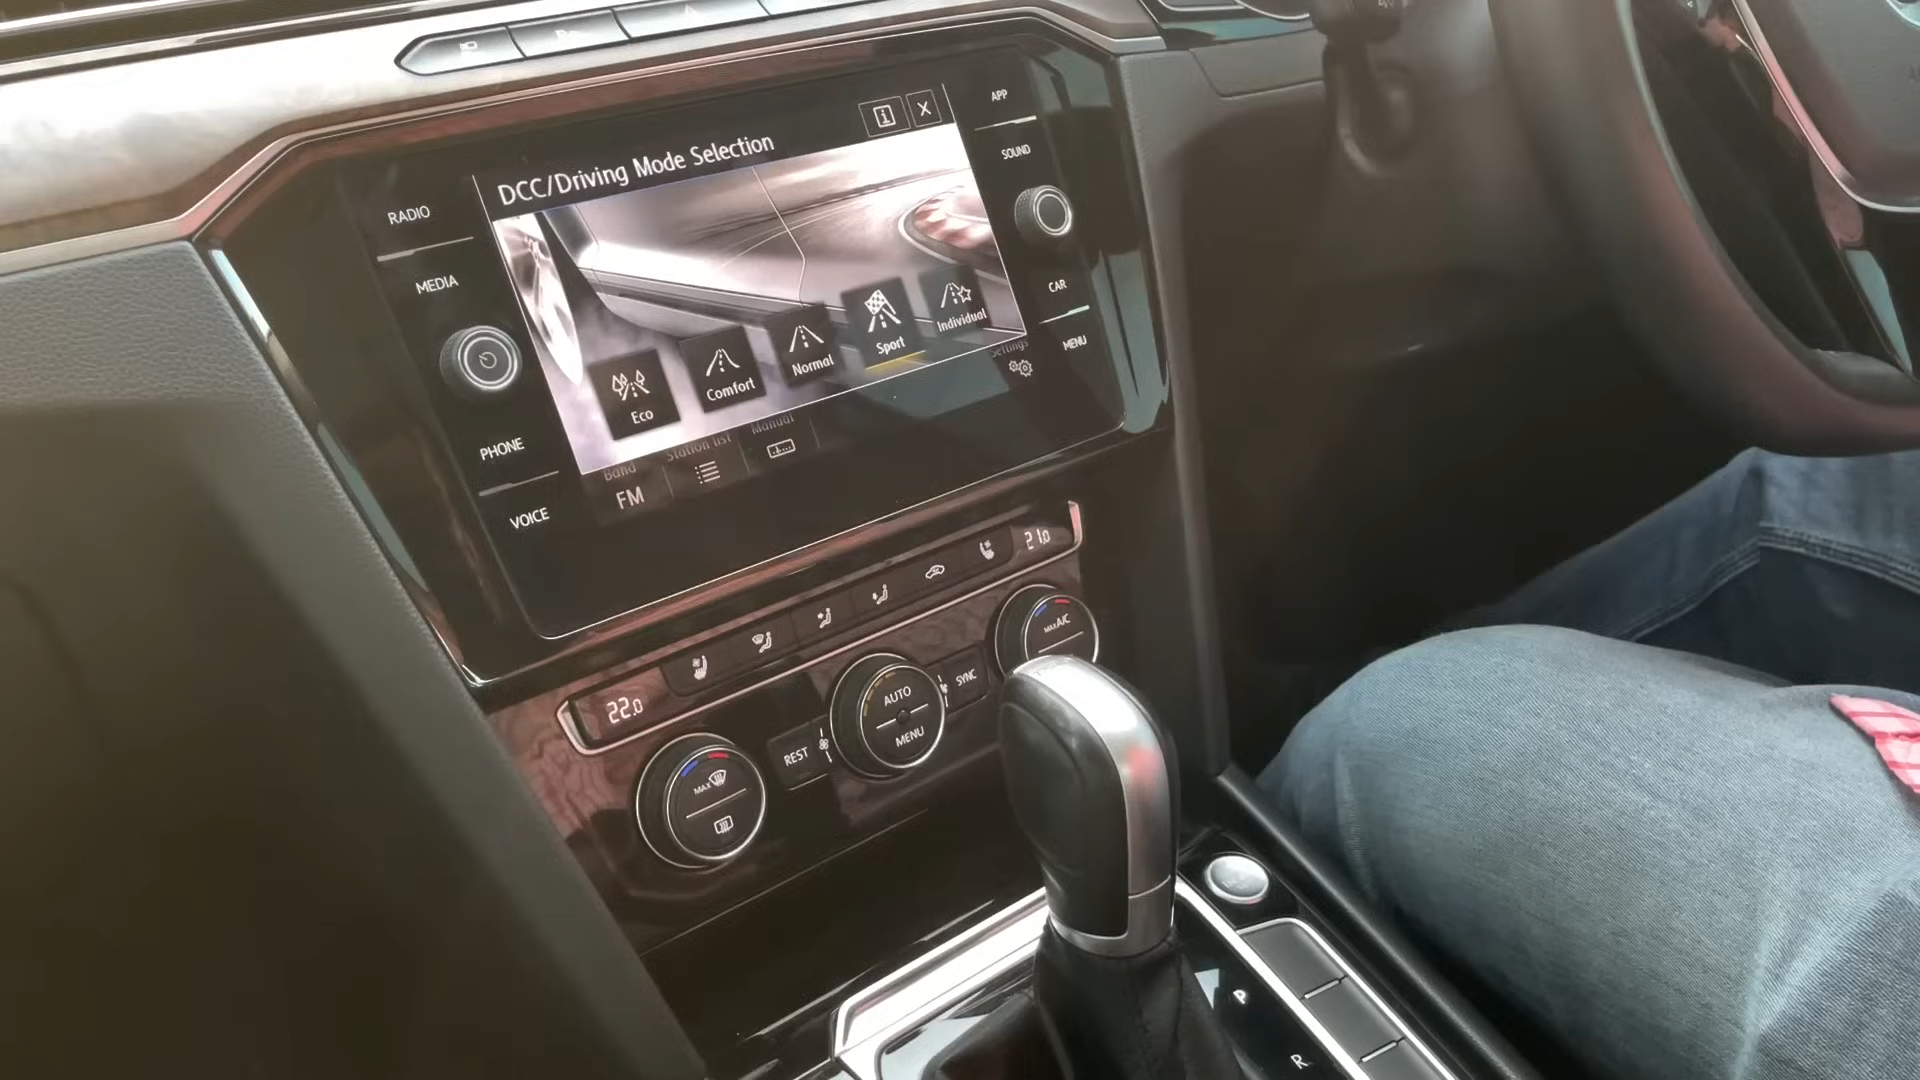 DCC/Driving Mode Selection
i X
APP
SOUND
RADIO
MEDIA
CAR
MENU
Eco
Comfort
Normal
Sport
Individual
Settings
PHONE
VOICE
Band
FM
Station list
Manual
22.0
21.0
MAX A/C
AUTO
MENU
SYNC
REST
MAX
P
R